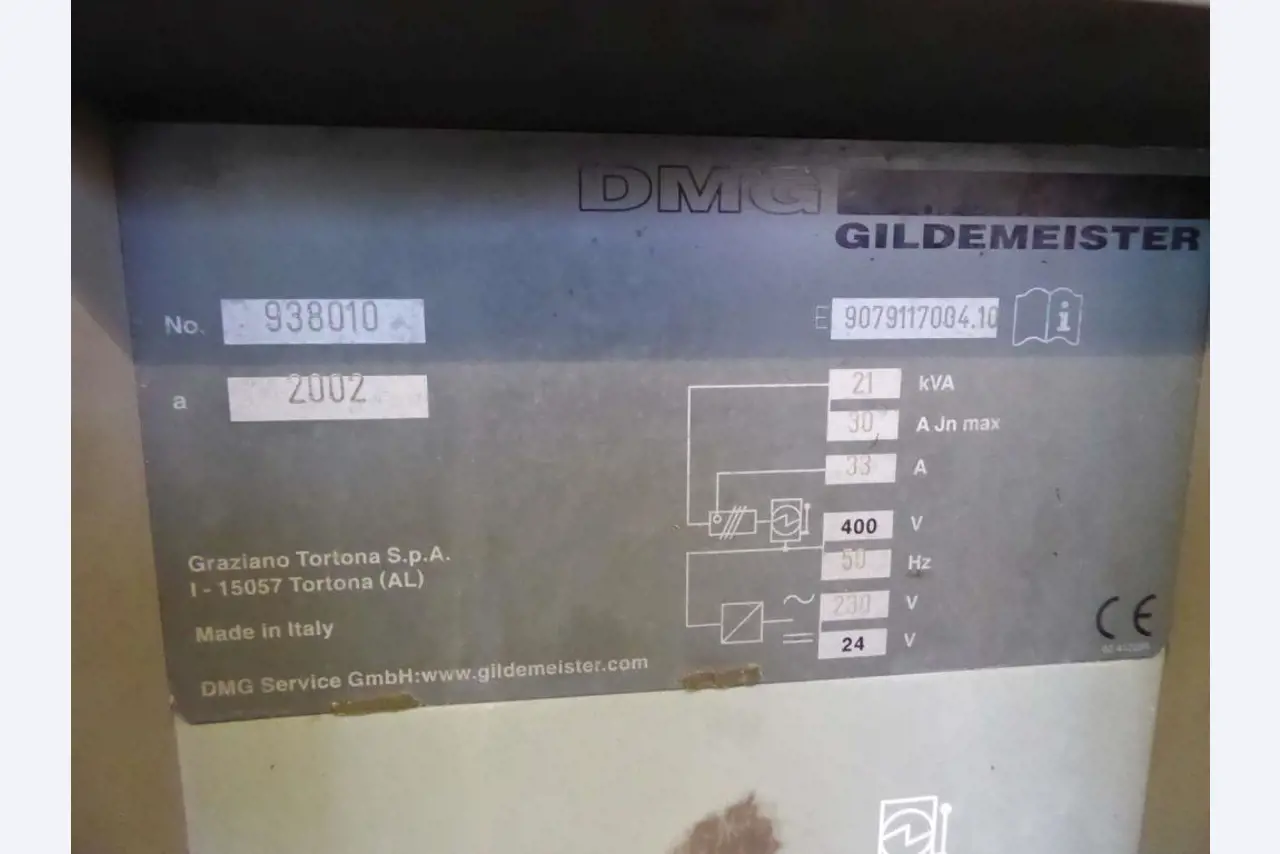 DMG
GILDEMEISTER
No. 938010
E 9079117004.10 i
a 2002
21 kVA
30 A Jn max
33 A
400 V
50 Hz
230 V
24 V
Graziano Tortona S.p.A.
I - 15057 Tortona (AL)
Made in Italy
DMG Service GmbH:www.gildemeister.com
CE